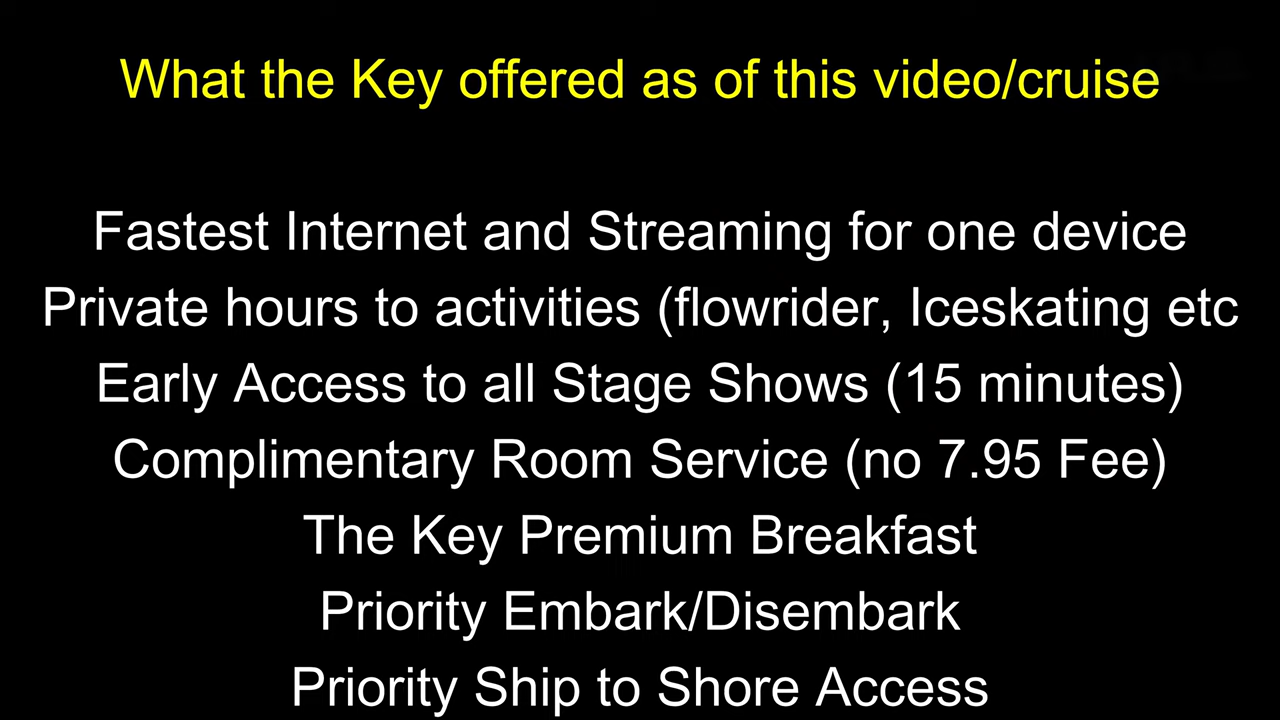 What the Key offered as of this video/cruise
Fastest Internet and Streaming for one device
Private hours to activities (flowrider, Iceskating etc
Early Access to all Stage Shows (15 minutes)
Complimentary Room Service (no 7.95 Fee)
The Key Premium Breakfast
Priority Embark/Disembark
Priority Ship to Shore Access